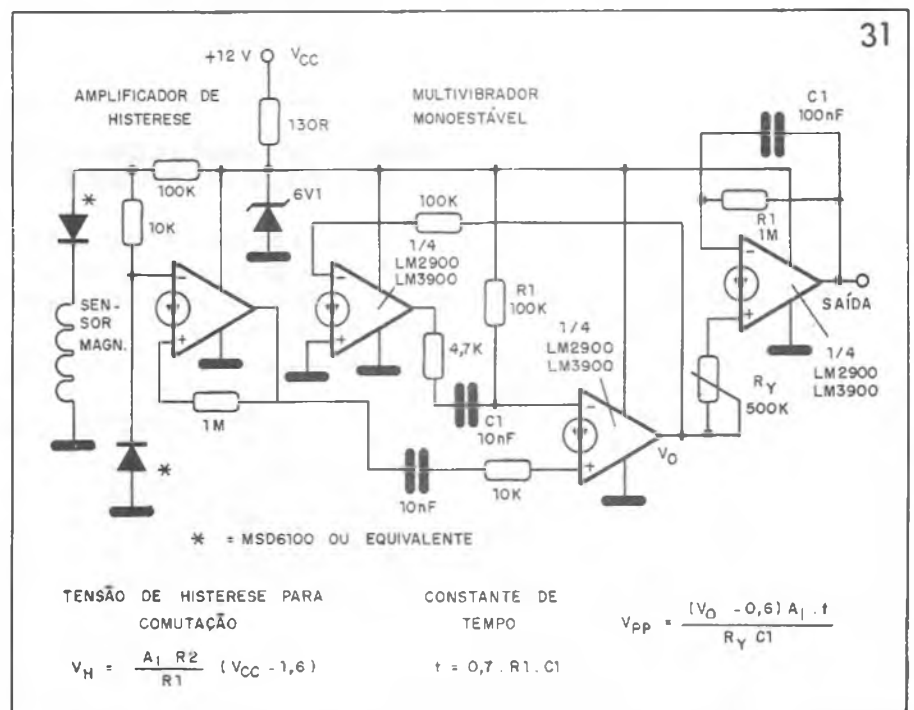 31
+12 V
VCC
AMPLIFICADOR DE
HISTERESE
MULTIVIBRADOR
MONOESTÁVEL
130R
C1
100nF
100K
6V1
*
10K
100K
1/4
LM2900
LM3900
R1
1M
R1
100K
SEN-
SOR
MAGN.
SAÍDA
1/4
LM2900
LM3900
4,7K
1/4
LM2900
LM3900
RY
500K
1M
C1
10nF
VO
*
10nF
10K
* = MSD6100 OU EQUIVALENTE
TENSÃO DE HISTERESE PARA
COMUTAÇÃO
VH = A1 R2 / R1 (VCC - 1,6)
CONSTANTE DE
TEMPO
t = 0,7 . R1 . C1
VPP = (VO - 0,6) A1 . t / RY C1